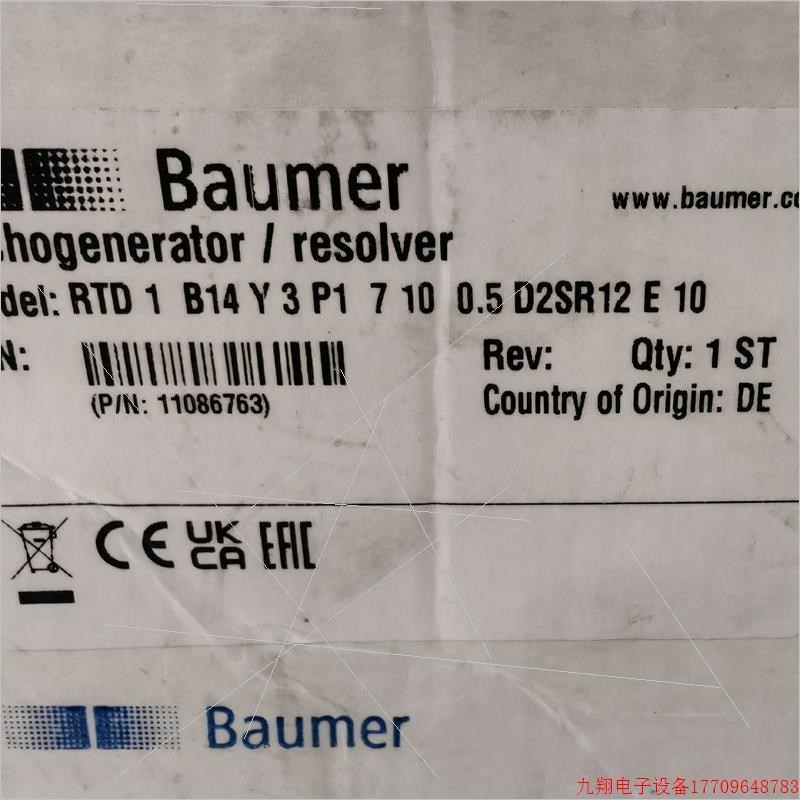 Baumer
www.baumer.co
hogenerator / resolver
del: RTD 1 B14 Y 3 P1 7 10 0.5 D2SR12 E 10
N: Rev: Qty: 1 ST
(P/N: 11086763) Country of Origin: DE
CE UK CA EAC
Baumer
九翔电子设备17709648783